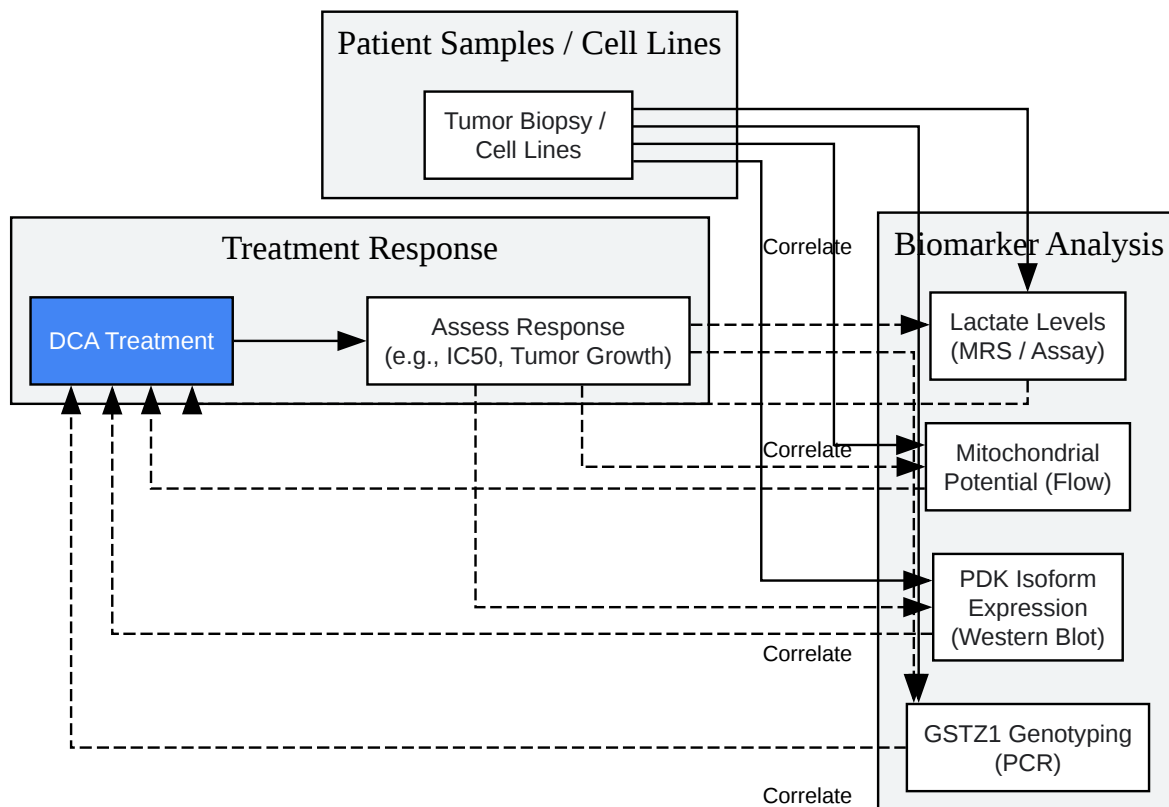 Patient Samples / Cell Lines
Tumor Biopsy /
Cell Lines
Treatment Response
Correlate
Biomarker Analysis
DCA Treatment
Assess Response
(e.g., IC50, Tumor Growth)
Lactate Levels
(MRS / Assay)
Correlate
Mitochondrial
Potential (Flow)
PDK Isoform
Expression
(Western Blot)
Correlate
GSTZ1 Genotyping
(PCR)
Correlate